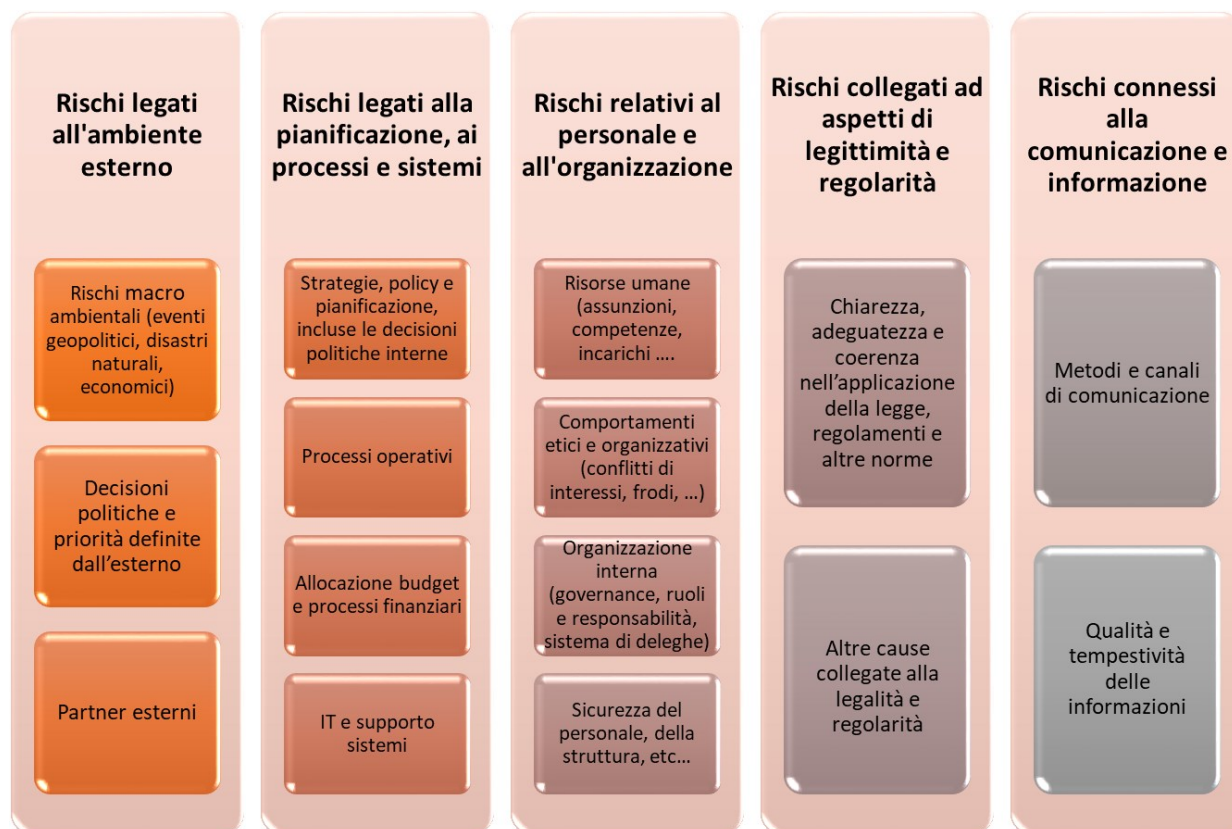 Rischi legati
all'ambiente
esterno
Rischi macro
ambientali (eventi
geopolitici, disastri
naturali,
economici)
Decisioni
politiche e
priorità definite
dall’esterno
Partner esterni
Rischi legati alla
pianificazione, ai
processi e sistemi
Strategie, policy e
pianificazione,
incluse le decisioni
politiche interne
Processi operativi
Allocazione budget
e processi finanziari
IT e supporto
sistemi
Rischi relativi al
personale e
all'organizzazione
Risorse umane
(assunzioni,
competenze,
incarichi ….
Comportamenti
etici e organizzativi
(conflitti di
interessi, frodi, …)
Organizzazione
interna
(governance, ruoli
e responsabilità,
sistema di deleghe)
Sicurezza del
personale, della
struttura, etc…
Rischi collegati ad
aspetti di
legittimità e
regolarità
Chiarezza,
adeguatezza e
coerenza
nell’applicazione
della legge,
regolamenti e
altre norme
Altre cause
collegate alla
legalità e
regolarità
Rischi connessi
alla
comunicazione e
informazione
Metodi e canali
di comunicazione
Qualità e
tempestività
delle
informazioni